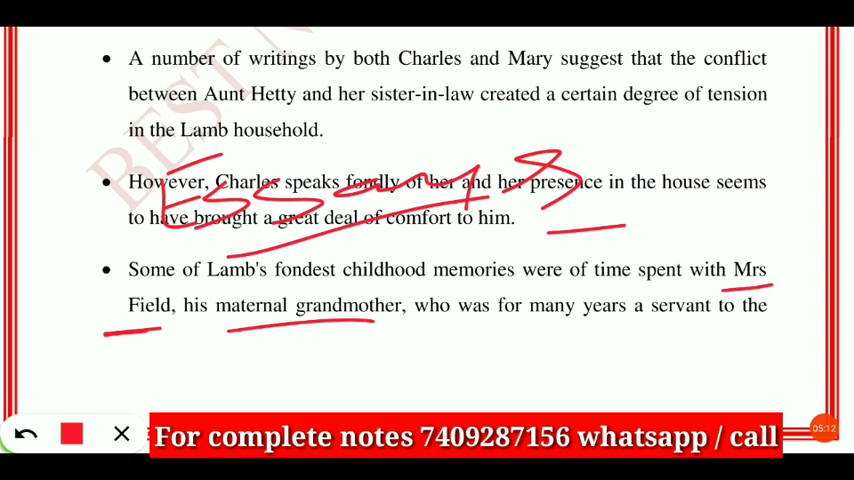 • A number of writings by both Charles and Mary suggest that the conflict
between Aunt Hetty and her sister-in-law created a certain degree of tension
in the Lamb household.
• However, Charles speaks fondly of her and her presence in the house seems
to have brought a great deal of comfort to him.
Essays
• Some of Lamb's fondest childhood memories were of time spent with Mrs
Field, his maternal grandmother, who was for many years a servant to the
For complete notes 7409287156 whatsapp / call
05:12
BEST N